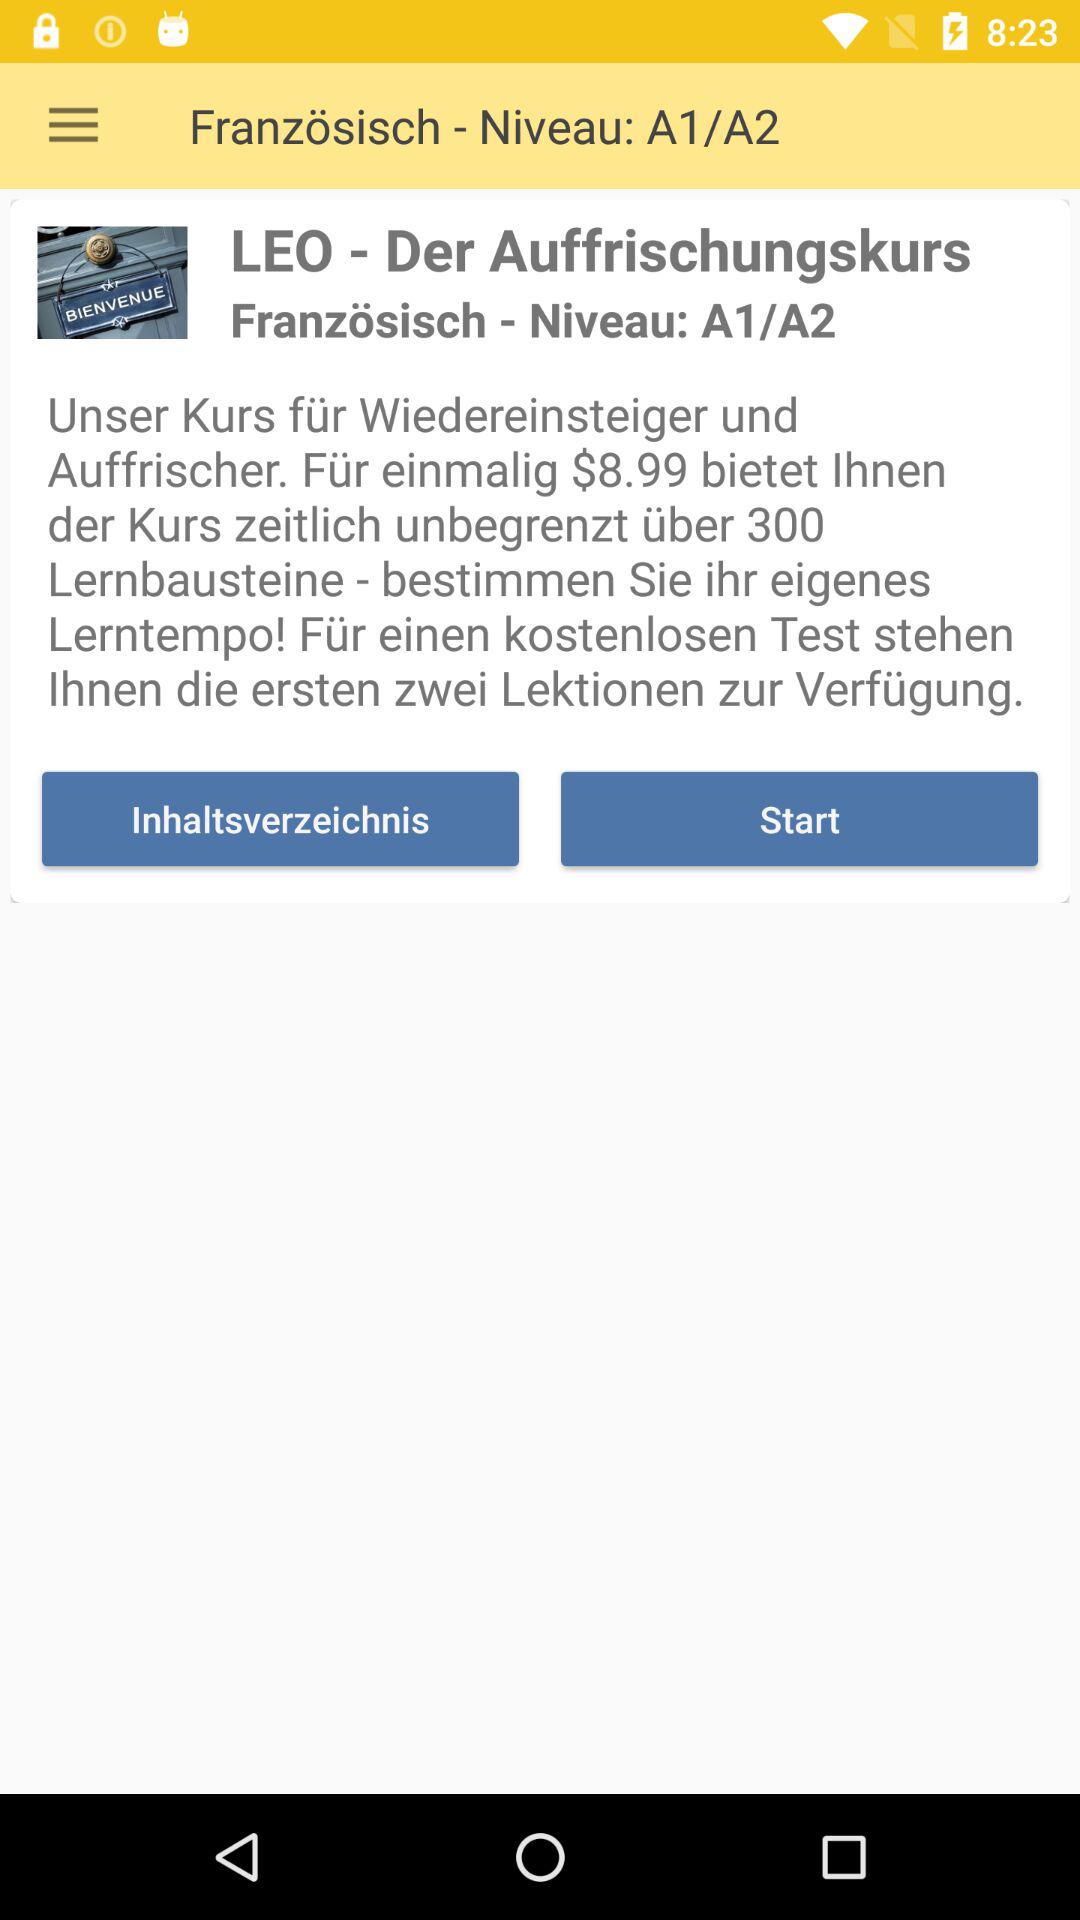 8:23
Französisch - Niveau: A1/A2
BIENVENUE
LEO - Der Auffrischungskurs
Französisch - Niveau: A1/A2
Unser Kurs für Wiedereinsteiger und
Auffrischer. Für einmalig $8.99 bietet Ihnen
der Kurs zeitlich unbegrenzt über 300
Lernbausteine - bestimmen Sie ihr eigenes
Lerntempo! Für einen kostenlosen Test stehen
Ihnen die ersten zwei Lektionen zur Verfügung.
Inhaltsverzeichnis
Start